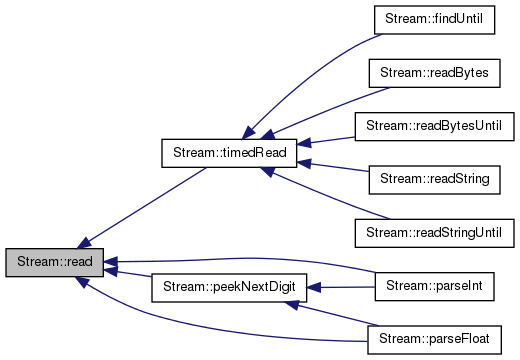 Stream::findUntil
Stream::readBytes
Stream::readBytesUntil
Stream::timedRead
Stream::readString
Stream::readStringUntil
Stream::read
Stream::peekNextDigit
Stream::parseInt
Stream::parseFloat